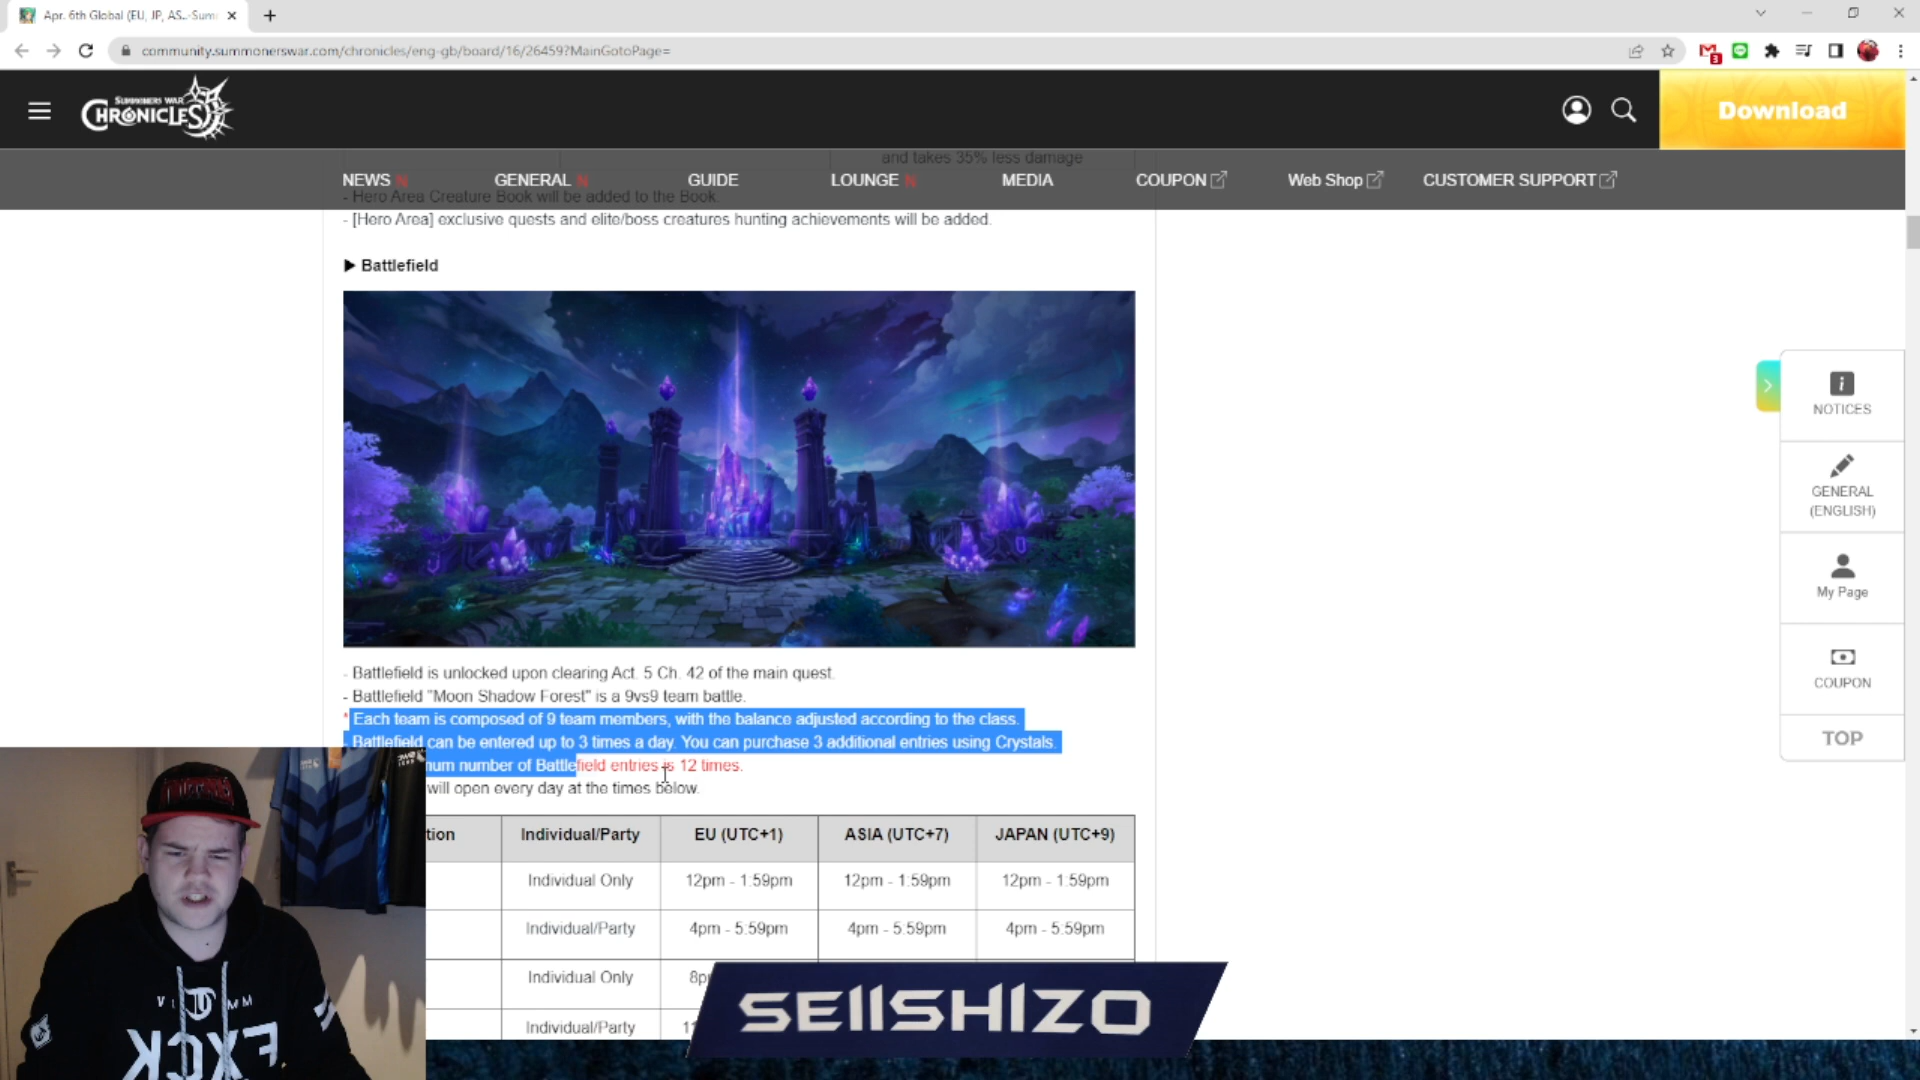 Apr. 6th Global (EU, JP, AS..-Sum
community.summonerswar.com/chronicles/eng-gb/board/16/26459?MainGotoPage=
3
SUMMONERS WAR
CHRONICLES
Download
and takes 35% less damage
NEWS N GENERAL N GUIDE LOUNGE N MEDIA COUPON Web Shop CUSTOMER SUPPORT
- Hero Area Creature Book will be added to the Book.
- [Hero Area] exclusive quests and elite/boss creatures hunting achievements will be added.
▶ Battlefield
NOTICES
GENERAL
(ENGLISH)
My Page
COUPON
TOP
- Battlefield is unlocked upon clearing Act. 5 Ch. 42 of the main quest.
- Battlefield "Moon Shadow Forest" is a 9vs9 team battle.
* Each team is composed of 9 team members, with the balance adjusted according to the class.
- Battlefield can be entered up to 3 times a day. You can purchase 3 additional entries using Crystals.
num number of Battlefield entries is 12 times.
will open every day at the times below.
tion Individual/Party EU (UTC+1) ASIA (UTC+7) JAPAN (UTC+9)
Individual Only 12pm - 1:59pm 12pm - 1:59pm 12pm - 1:59pm
Individual/Party 4pm - 5:59pm 4pm - 5:59pm 4pm - 5:59pm
Individual Only 8p
Individual/Party 11
SEIISHIZO